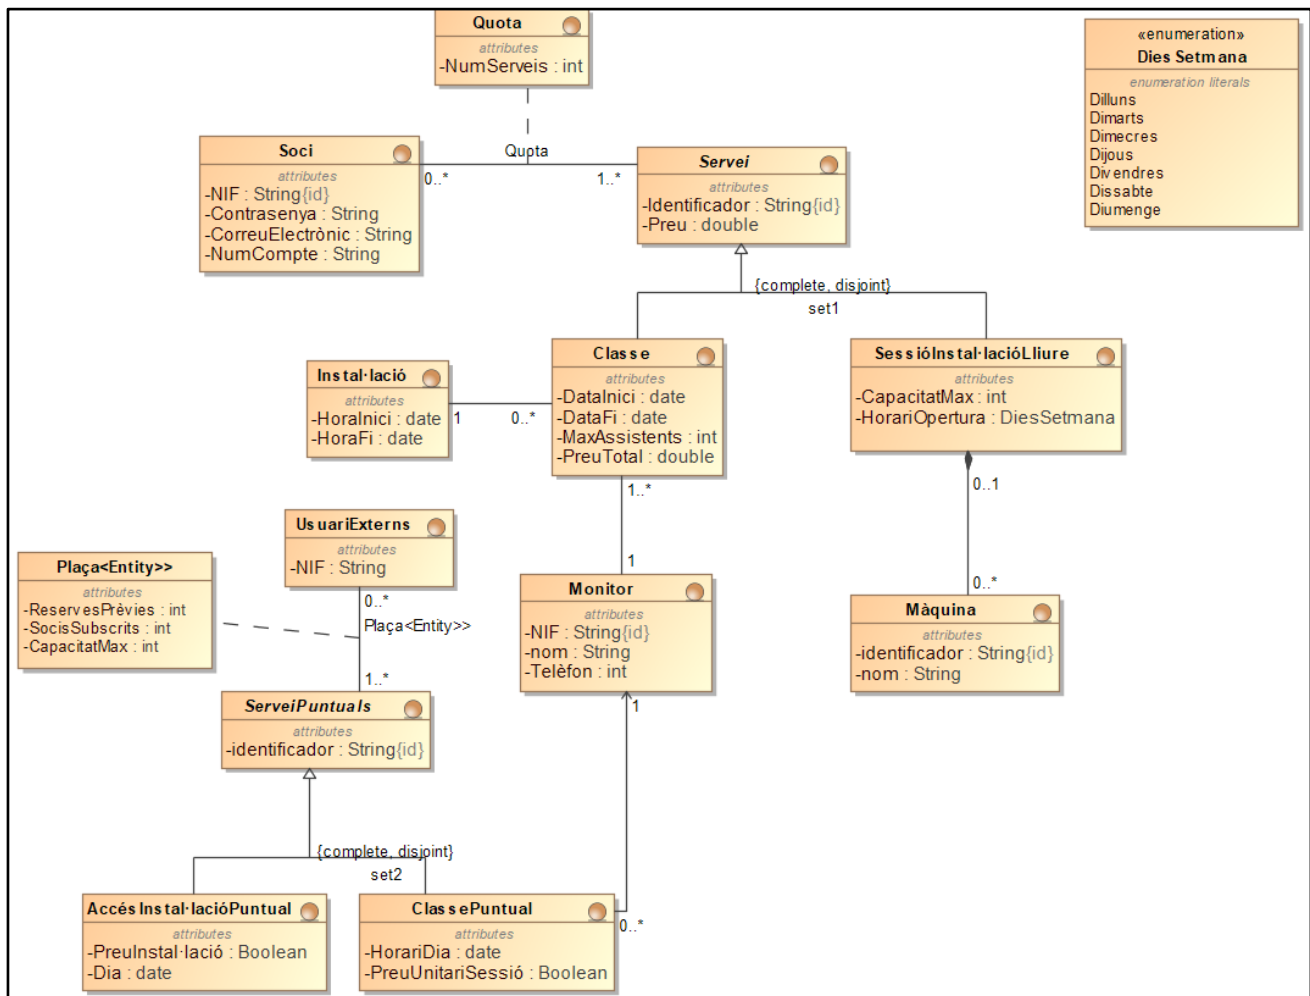 Quota
attributes
-NumServeis : int
«enumeration»
Dies Setmana
enumeration literals
Dilluns
Dimarts
Dimecres
Dijous
Divendres
Dissabte
Diumenge
Soci
attributes
-NIF : String{id}
-Contrasenya : String
-CorreuElectrònic : String
-NumCompte : String
Quota
0..*
1..*
Servei
attributes
-Identificador : String{id}
-Preu : double
{complete, disjoint}
set1
Instal·lació
attributes
-HoraInici : date
-HoraFi : date
1
0..*
Classe
attributes
-DataInici : date
-DataFi : date
-MaxAssistents : int
-PreuTotal : double
SessióInstal·lacióLliure
attributes
-CapacitatMax : int
-HorariOpertura : DiesSetmana
1..*
1
0..1
0..*
UsuariExterns
attributes
-NIF : String
Plaça<Entity>>
attributes
-ReservesPrèvies : int
-SocisSubscrits : int
-CapacitatMax : int
0..*
Plaça<Entity>>
1..*
Monitor
attributes
-NIF : String{id}
-nom : String
-Telèfon : int
Màquina
attributes
-identificador : String{id}
-nom : String
ServeiPuntuals
attributes
-identificador : String{id}
1
{complete, disjoint}
set2
AccésInstal·lacióPuntual
attributes
-PreuInstal·lació : Boolean
-Dia : date
ClassePuntual
attributes
-HorariDia : date
-PreuUnitariSessió : Boolean
0..*